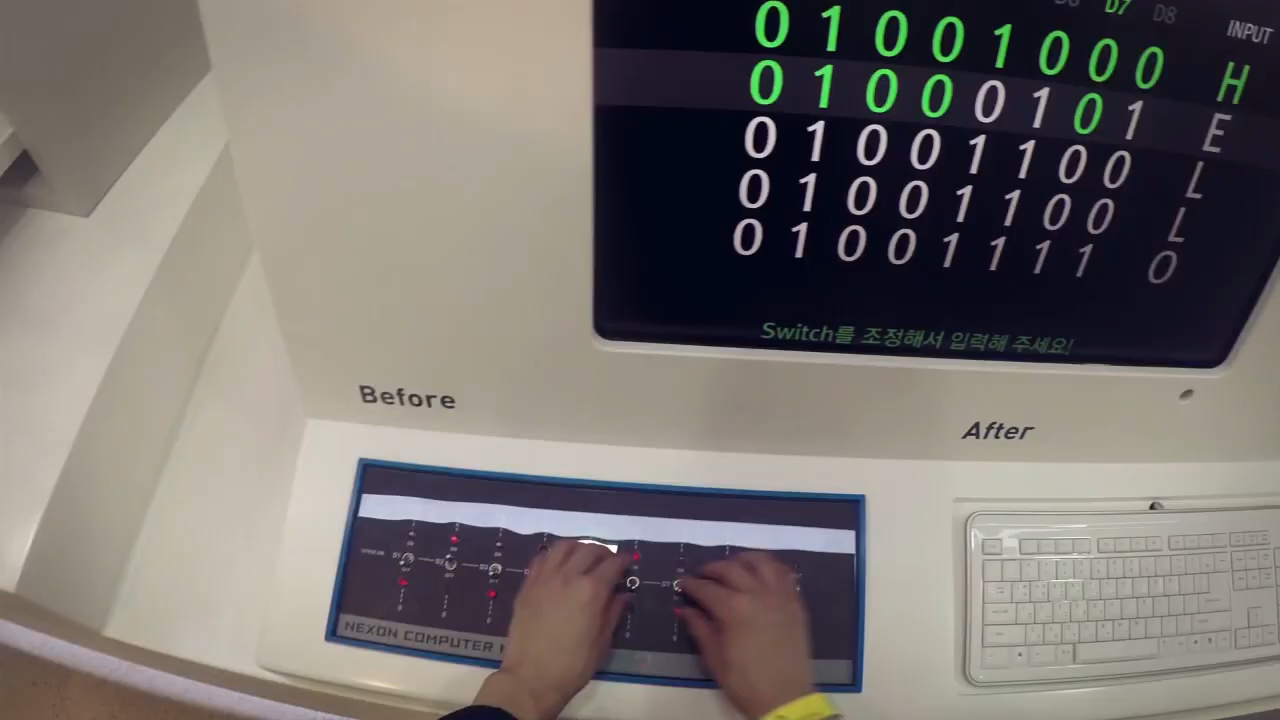 D7 D8
INPUT
0 1 0 0 1 0 0 0 H
0 1 0 0 0 1 0 1 E
0 1 0 0 1 1 0 0 L
0 1 0 0 1 1 0 0 L
0 1 0 0 1 1 1 1 O
Switch를 조정해서 입력해 주세요!
Before
After
NEXON COMPUTER